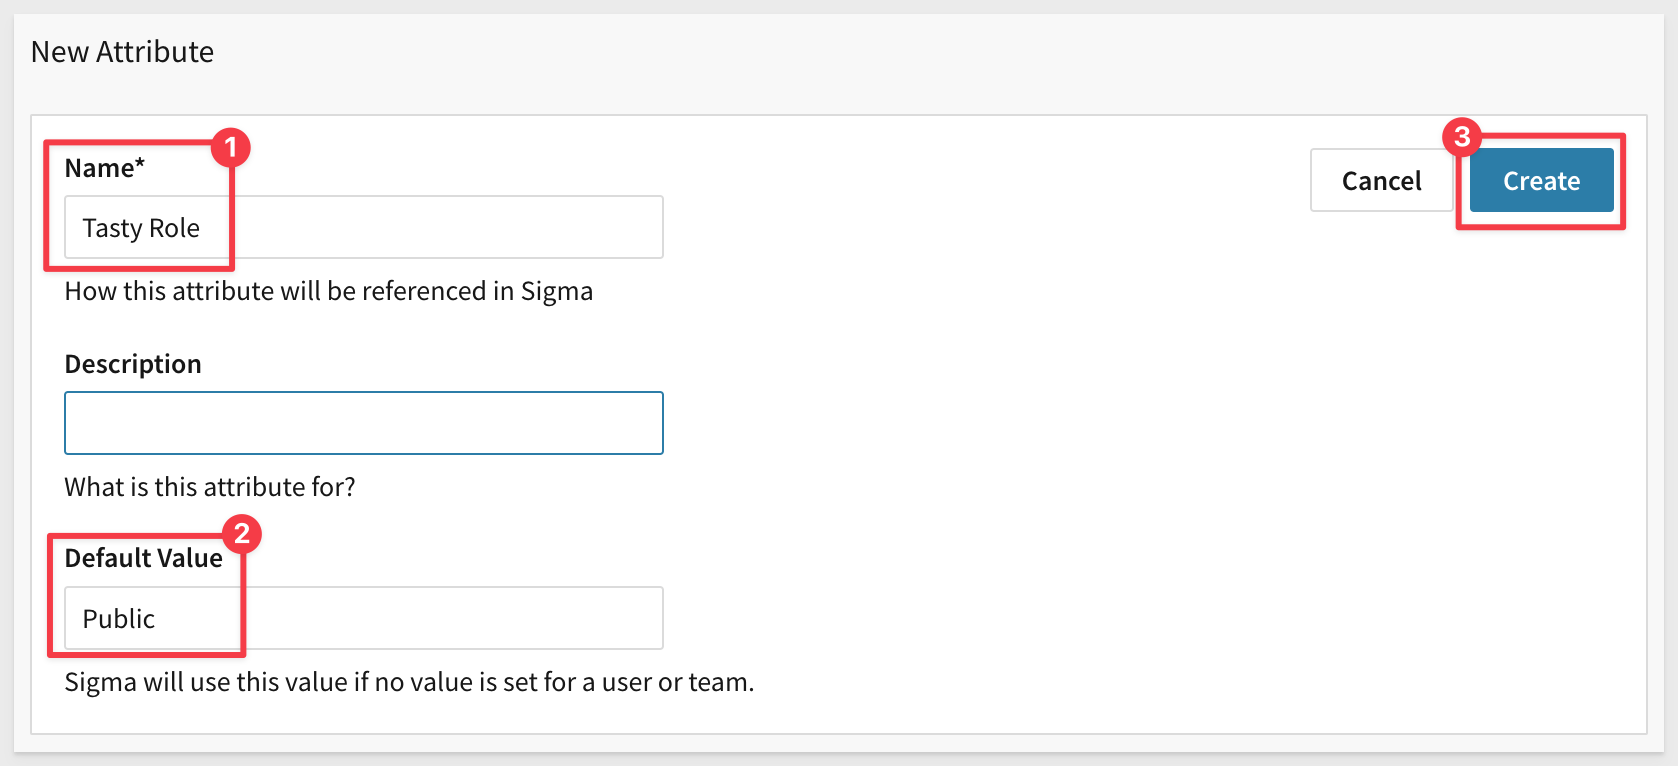 New Attribute
1
Name*
Tasty Role
How this attribute will be referenced in Sigma
3
Cancel
Create
Description
What is this attribute for?
2
Default Value
Public
Sigma will use this value if no value is set for a user or team.